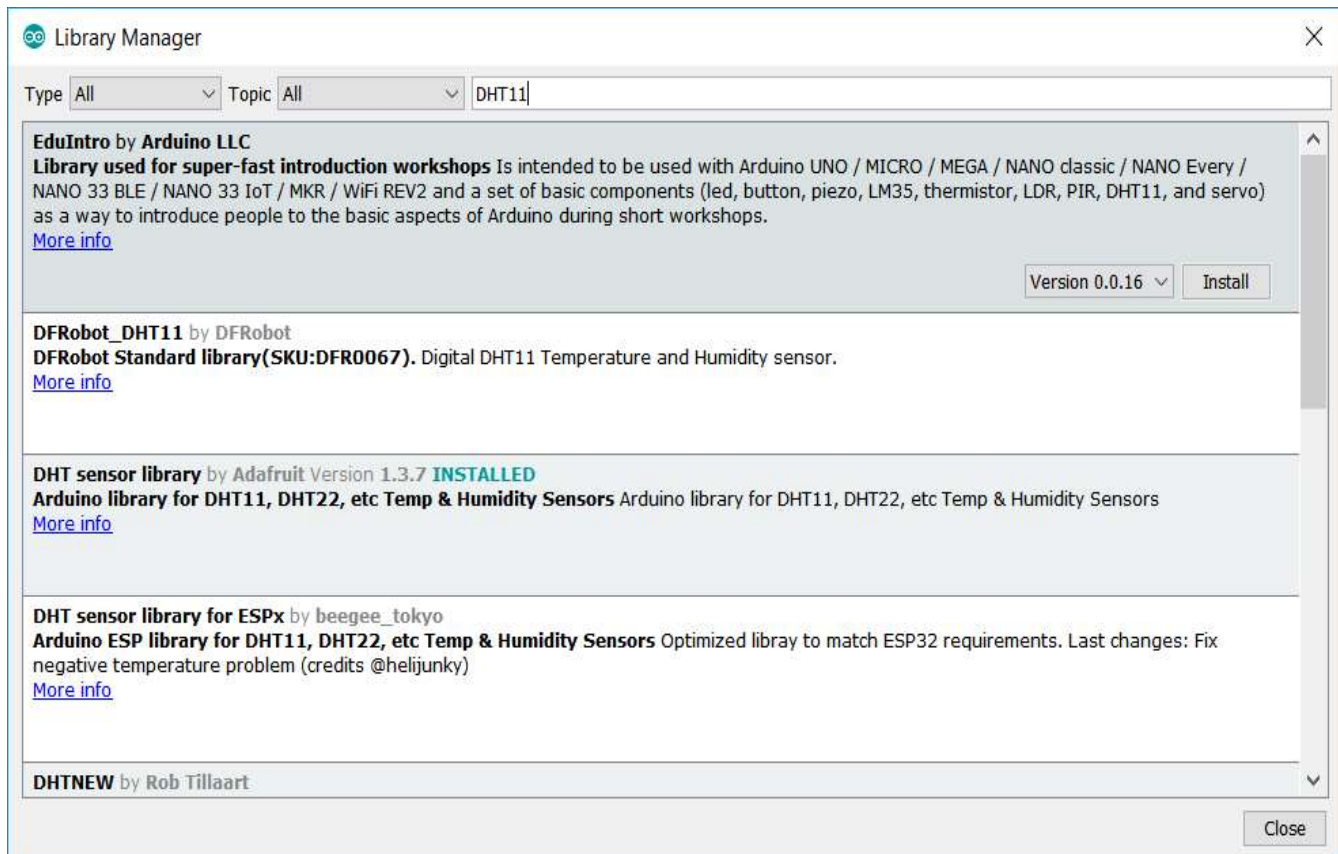 Library Manager
Type All Topic All DHT11
EduIntro by Arduino LLC
Library used for super-fast introduction workshops Is intended to be used with Arduino UNO / MICRO / MEGA / NANO classic / NANO Every /
NANO 33 BLE / NANO 33 IoT / MKR / WiFi REV2 and a set of basic components (led, button, piezo, LM35, thermistor, LDR, PIR, DHT11, and servo)
as a way to introduce people to the basic aspects of Arduino during short workshops.
More info
Version 0.0.16 Install
DFRobot_DHT11 by DFRobot
DFRobot Standard library(SKU:DFR0067). Digital DHT11 Temperature and Humidity sensor.
More info
DHT sensor library by Adafruit Version 1.3.7 INSTALLED
Arduino library for DHT11, DHT22, etc Temp & Humidity Sensors Arduino library for DHT11, DHT22, etc Temp & Humidity Sensors
More info
DHT sensor library for ESPx by beegee_tokyo
Arduino ESP library for DHT11, DHT22, etc Temp & Humidity Sensors Optimized libray to match ESP32 requirements. Last changes: Fix
negative temperature problem (credits @helijunky)
More info
DHTNEW by Rob Tillaart
Close